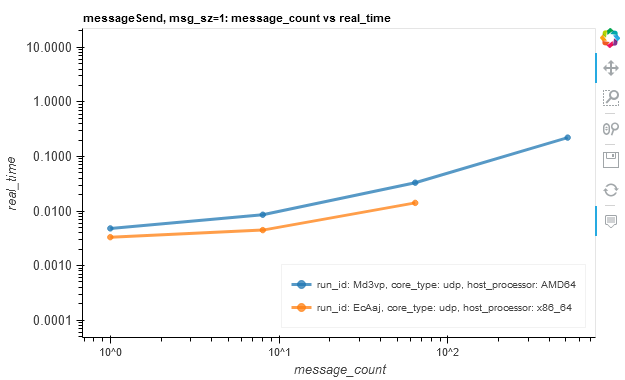 messageSend, msg_sz=1: message_count vs real_time
10.0000
1.0000
0.1000
0.0100
0.0010
0.0001
real_time
run_id: Md3vp, core_type: udp, host_processor: AMD64
run_id: EcAaj, core_type: udp, host_processor: x86_64
10^0
10^1
10^2
message_count